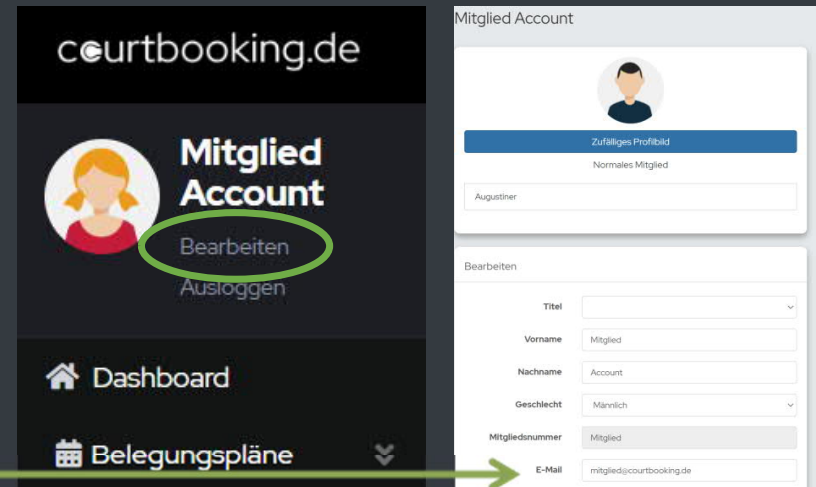 courtbooking.de
Mitglied
Account
Bearbeiten
Ausloggen
Dashboard
Belegungspläne
Mitglied Account
Zufälliges Profilbild
Normales Mitglied
Augustiner
Bearbeiten
Titel
Vorname Mitglied
Nachname Account
Geschlecht Männlich
Mitgliedsnummer Mitglied
E-Mail mitglied@courtbooking.de